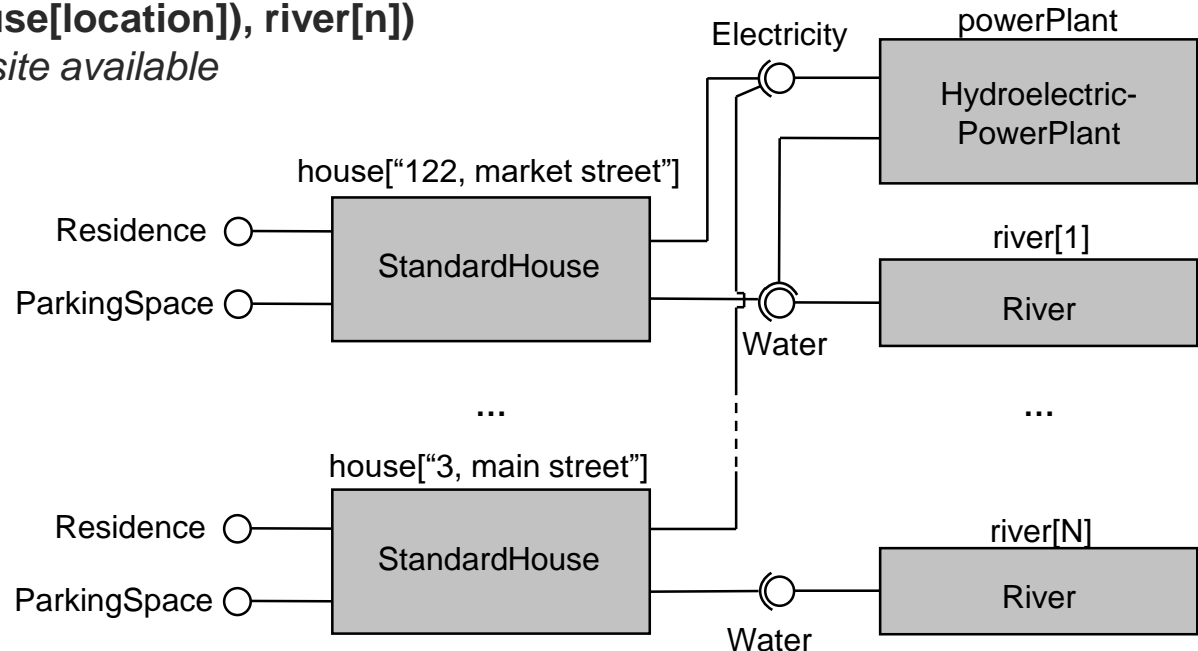 use[location]), river[n])
site available
Electricity
powerPlant
Hydroelectric-
PowerPlant
house[“122, market street”]
Residence
ParkingSpace
StandardHouse
river[1]
River
Water
...
...
house[“3, main street”]
Residence
ParkingSpace
StandardHouse
river[N]
River
Water